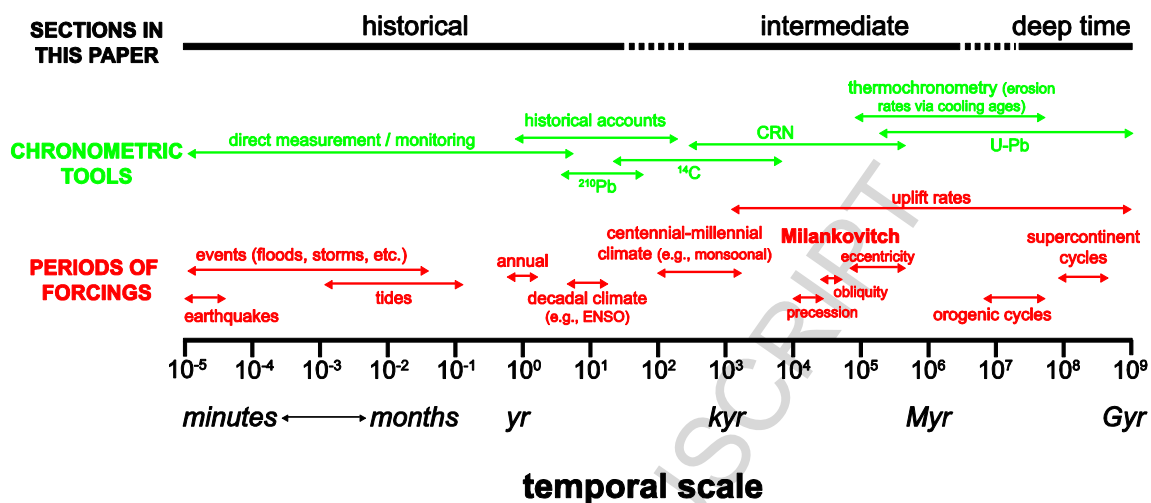 SECTIONS IN
THIS PAPER
historical
intermediate
deep time
CHRONOMETRIC
TOOLS
direct measurement / monitoring
historical accounts
²¹⁰Pb
¹⁴C
CRN
thermochronometry (erosion
rates via cooling ages)
U-Pb
PERIODS OF
FORCINGS
uplift rates
events (floods, storms, etc.)
earthquakes
tides
annual
decadal climate
(e.g., ENSO)
centennial-millennial
climate (e.g., monsoonal)
Milankovitch
eccentricity
obliquity
precession
orogenic cycles
supercontinent
cycles
10⁻⁵ 10⁻⁴ 10⁻³ 10⁻² 10⁻¹ 10⁰ 10¹ 10² 10³ 10⁴ 10⁵ 10⁶ 10⁷ 10⁸ 10⁹
minutes months yr kyr Myr Gyr
temporal scale
USCRIPT